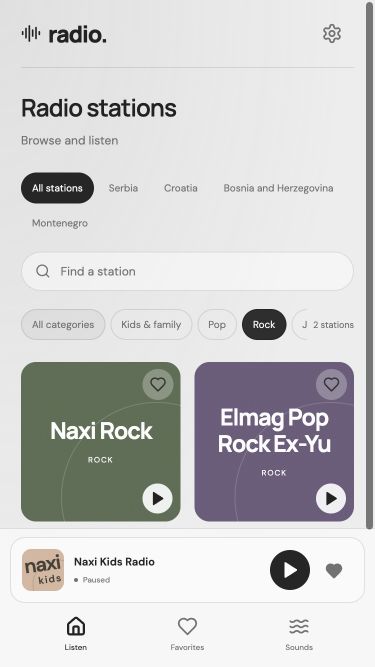 radio.
Radio stations
Browse and listen
All stations Serbia Croatia Bosnia and Herzegovina
Montenegro
Find a station
All categories Kids & family Pop Rock J 2 stations
Naxi Rock
ROCK
Elmag Pop
Rock Ex-Yu
ROCK
naxi
kids
Naxi Kids Radio
Paused
Listen Favorites Sounds